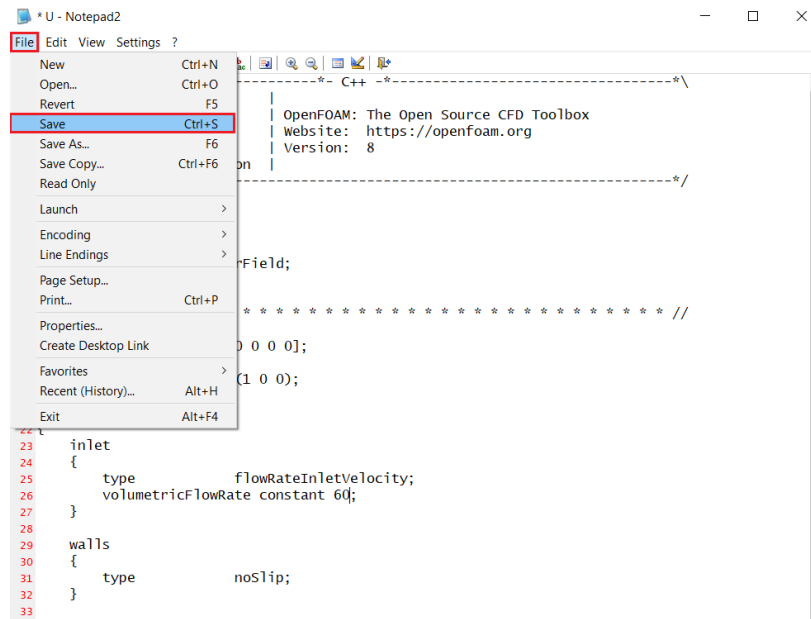 * U - Notepad2
File Edit View Settings ?
New Ctrl+N
Open... Ctrl+O
Revert F5
Save Ctrl+S
Save As... F6
Save Copy... Ctrl+F6
Read Only
Launch >
Encoding >
Line Endings >
Page Setup...
Print... Ctrl+P
Properties...
Create Desktop Link
Favorites >
Recent (History)... Alt+H
Exit Alt+F4
----------*- C++ -*----------------------------------*\
|
| OpenFOAM: The Open Source CFD Toolbox
| Website: https://openfoam.org
| Version: 8
on |
-----------------------------------------------------*/
rField;
* * * * * * * * * * * * * * * * * * * * * * * * * * //
0 0 0 0];
(1 0 0);
22 {
23 inlet
24 {
25 type flowRateInletVelocity;
26 volumetricFlowRate constant 60;
27 }
28
29 walls
30 {
31 type noSlip;
32 }
33